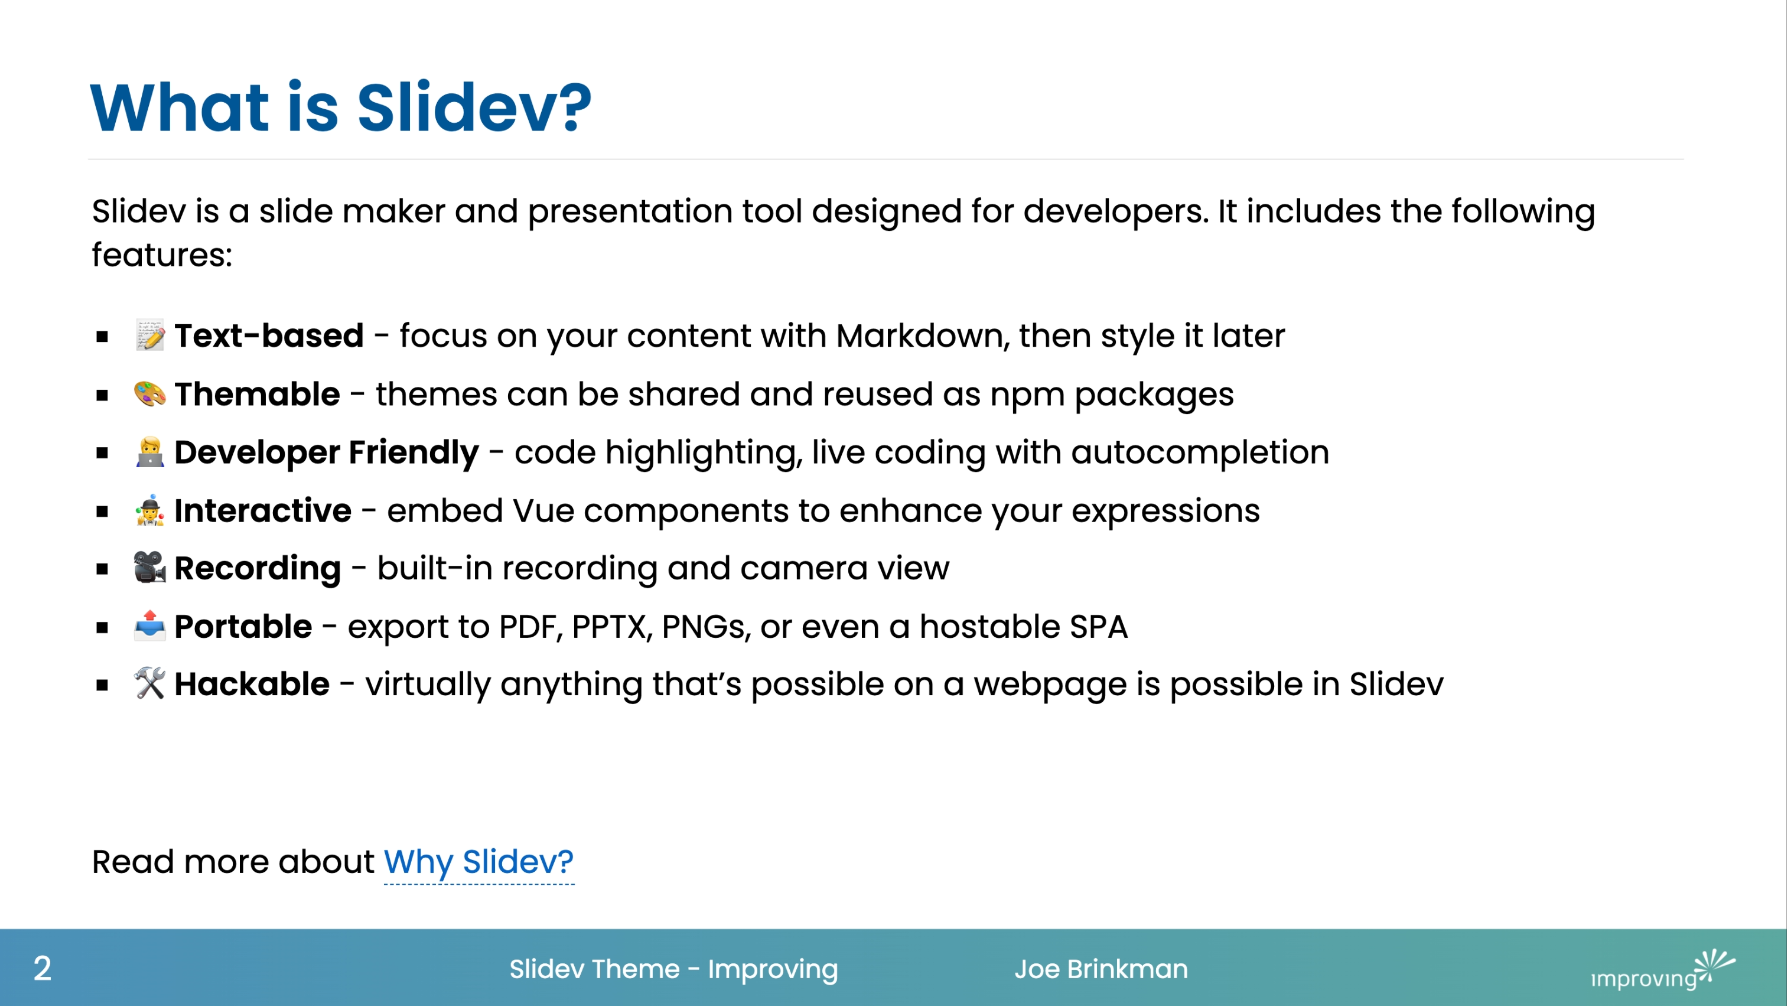 What is Slidev?
Slidev is a slide maker and presentation tool designed for developers. It includes the following
features:
▪ 📝 Text-based - focus on your content with Markdown, then style it later
▪ 🎨 Themable - themes can be shared and reused as npm packages
▪ 🧑‍💻 Developer Friendly - code highlighting, live coding with autocompletion
▪ 🤹 Interactive - embed Vue components to enhance your expressions
▪ 🎥 Recording - built-in recording and camera view
▪ 📤 Portable - export to PDF, PPTX, PNGs, or even a hostable SPA
▪ 🛠 Hackable - virtually anything that’s possible on a webpage is possible in Slidev
Read more about Why Slidev?
2 Slidev Theme - Improving Joe Brinkman improving